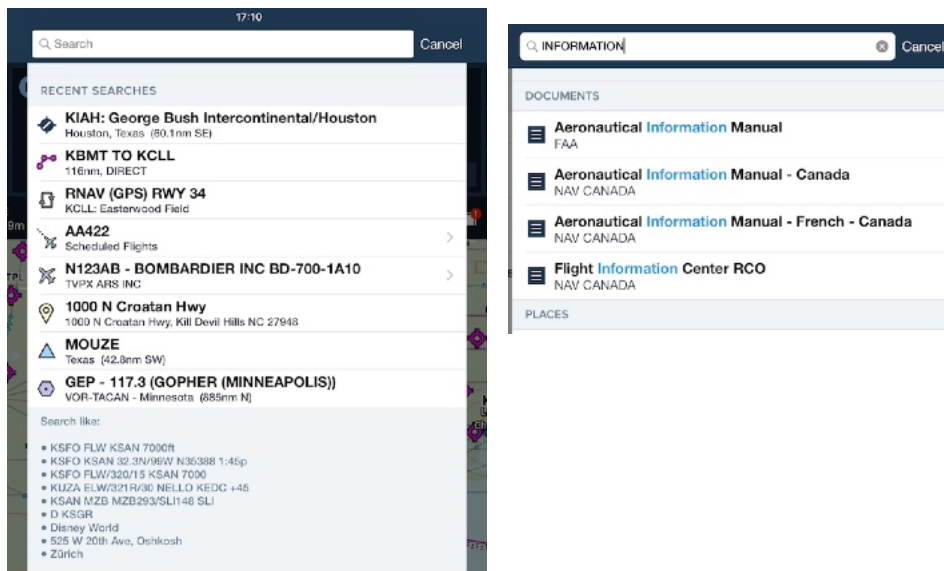 17:10
Search
Cancel
RECENT SEARCHES
KIAH: George Bush Intercontinental/Houston
Houston, Texas (60.1nm SE)
KBMT TO KCLL
116nm, DIRECT
RNAV (GPS) RWY 34
KCLL: Easterwood Field
AA422
Scheduled Flights
N123AB - BOMBARDIER INC BD-700-1A10
TVPX ARS INC
1000 N Croatan Hwy
1000 N Croatan Hwy, Kill Devil Hills NC 27948
MOUZE
Texas (42.8nm SW)
GEP - 117.3 (GOPHER (MINNEAPOLIS))
VOR-TACAN - Minnesota (885nm N)
Search like:
• KSFO FLW KSAN 7000ft
• KSFO KSAN 32.3N/99W N35388 1:45p
• KSFO FLW/320/15 KSAN 7000
• KUZA ELW/321R/30 NELLO KEDC +45
• KSAN MZB MZB293/SLI148 SLI
• D KSGR
• Disney World
• 525 W 20th Ave, Oshkosh
• Zürich
INFORMATION
Cancel
DOCUMENTS
Aeronautical Information Manual
FAA
Aeronautical Information Manual - Canada
NAV CANADA
Aeronautical Information Manual - French - Canada
NAV CANADA
Flight Information Center RCO
NAV CANADA
PLACES